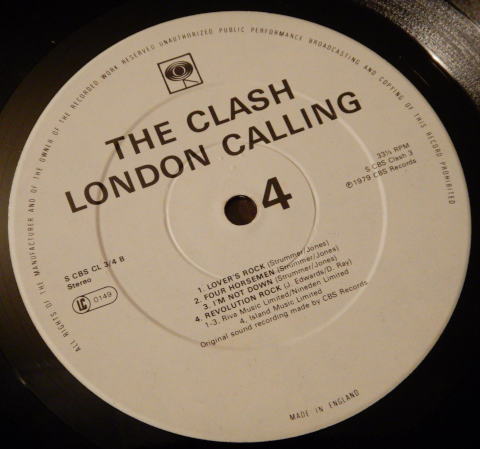 ALL RIGHTS OF THE MANUFACTURER AND OF THE OWNER OF THE RECORDED WORK RESERVED UNAUTHORIZED PUBLIC PERFORMANCE BROADCASTING AND COPYING OF THIS RECORD PROHIBITED
THE CLASH
LONDON CALLING
33⅓ RPM
S CBS Clash 3
℗1979 CBS Records
4
S CBS CL 3/4 B
Stereo
LC 0149
1. LOVER'S ROCK (Strummer/Jones)
2. FOUR HORSEMEN (Strummer/Jones)
3. I'M NOT DOWN (Strummer/Jones)
4. REVOLUTION ROCK (J. Edwards/D. Ray)
1-3. Riva Music Limited/Nineden Limited
4. Island Music Limited
Original sound recording made by CBS Records
MADE IN ENGLAND